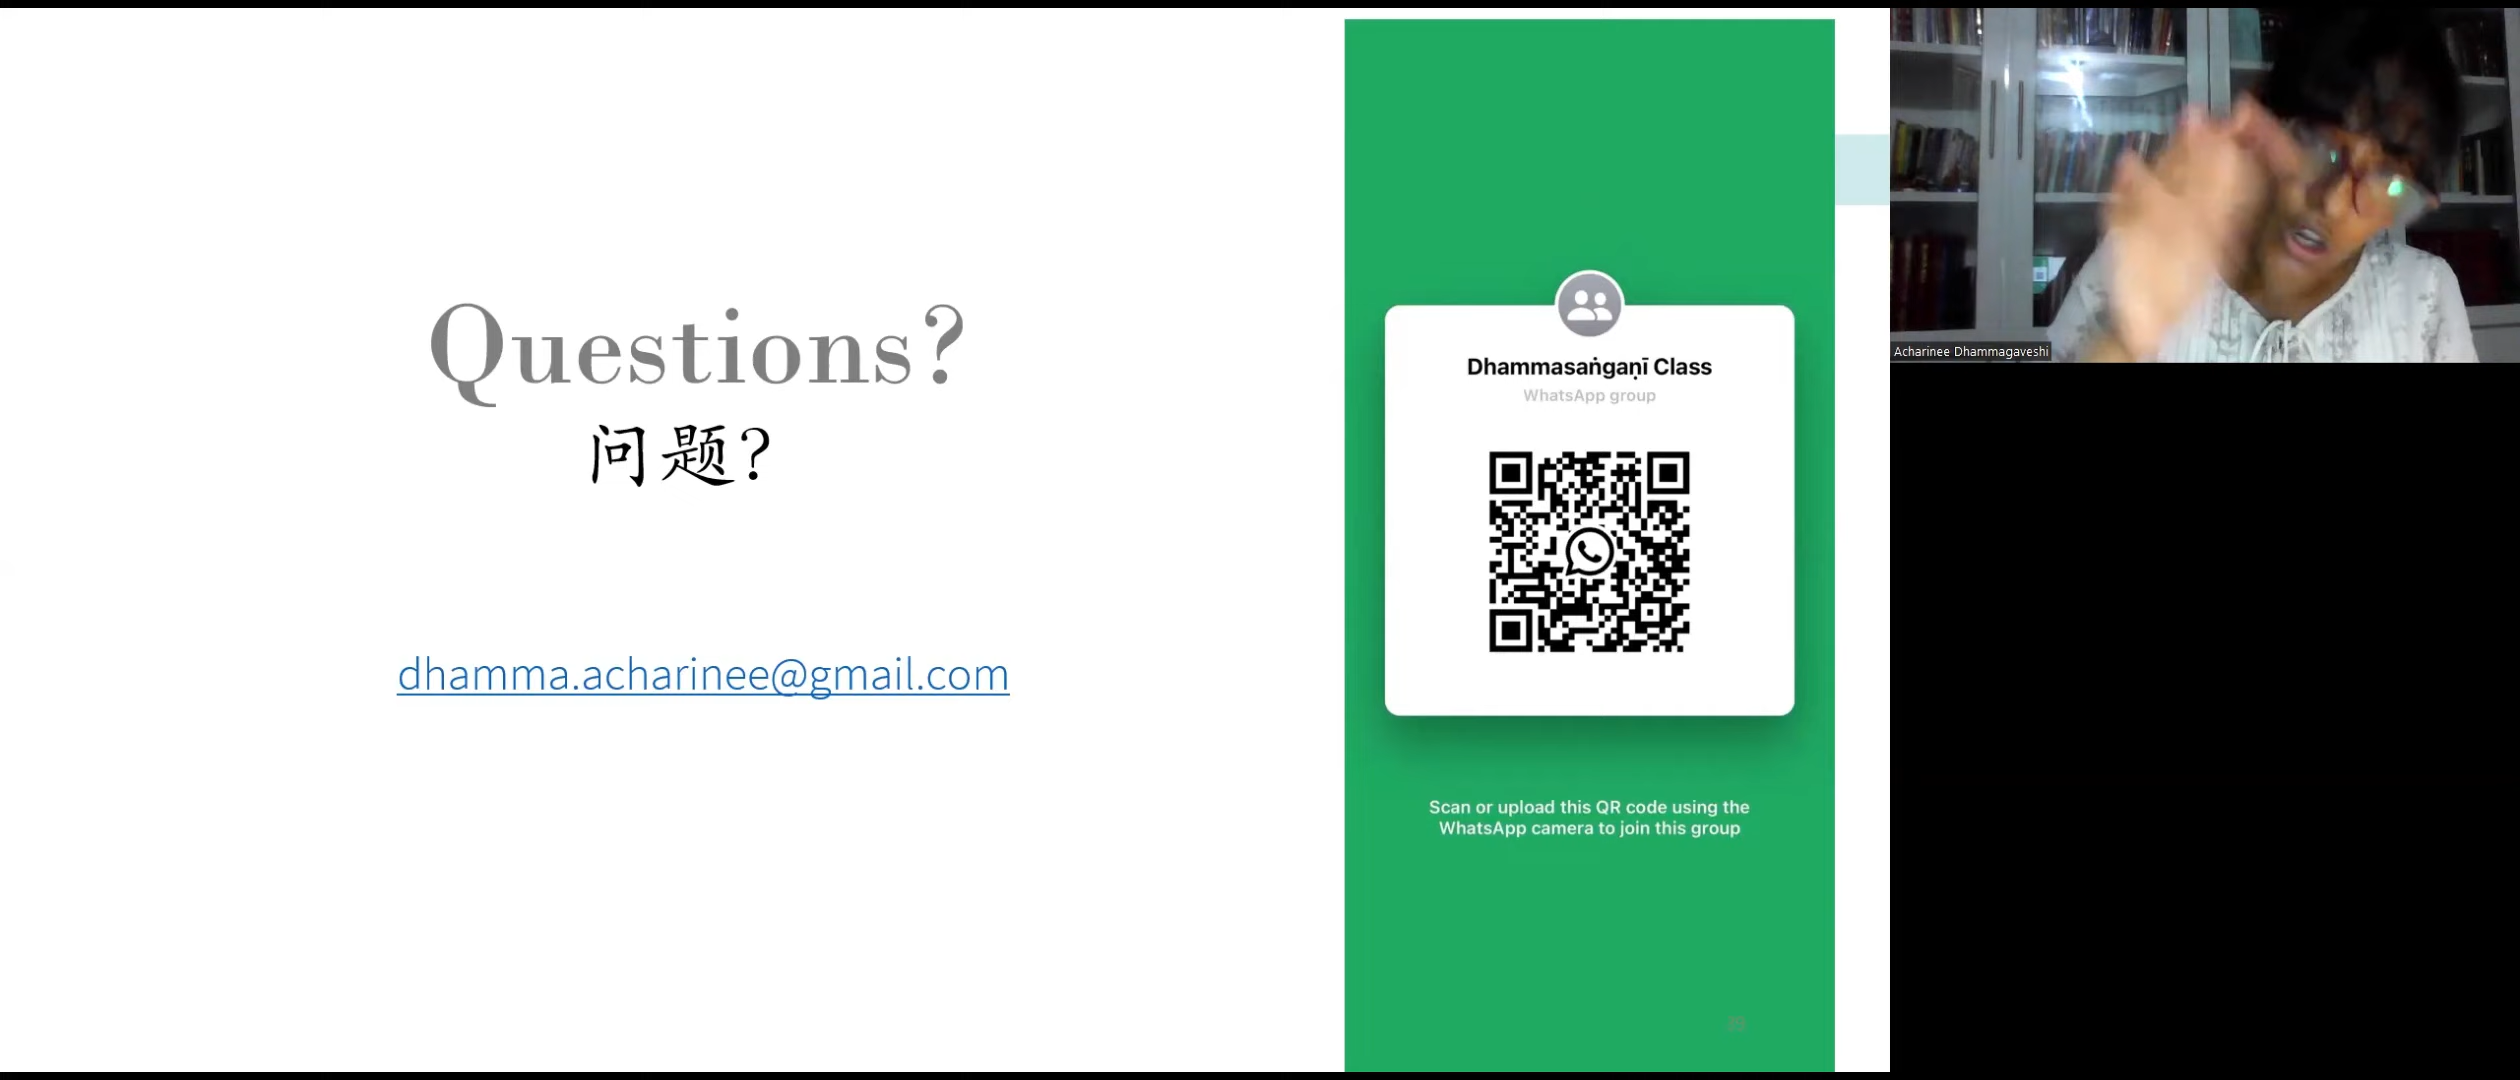 Questions?
问题?
dhamma.acharinee@gmail.com
Dhammasaṅgaṇī Class
WhatsApp group
Scan or upload this QR code using the
WhatsApp camera to join this group
39
Acharinee Dhammagaveshi